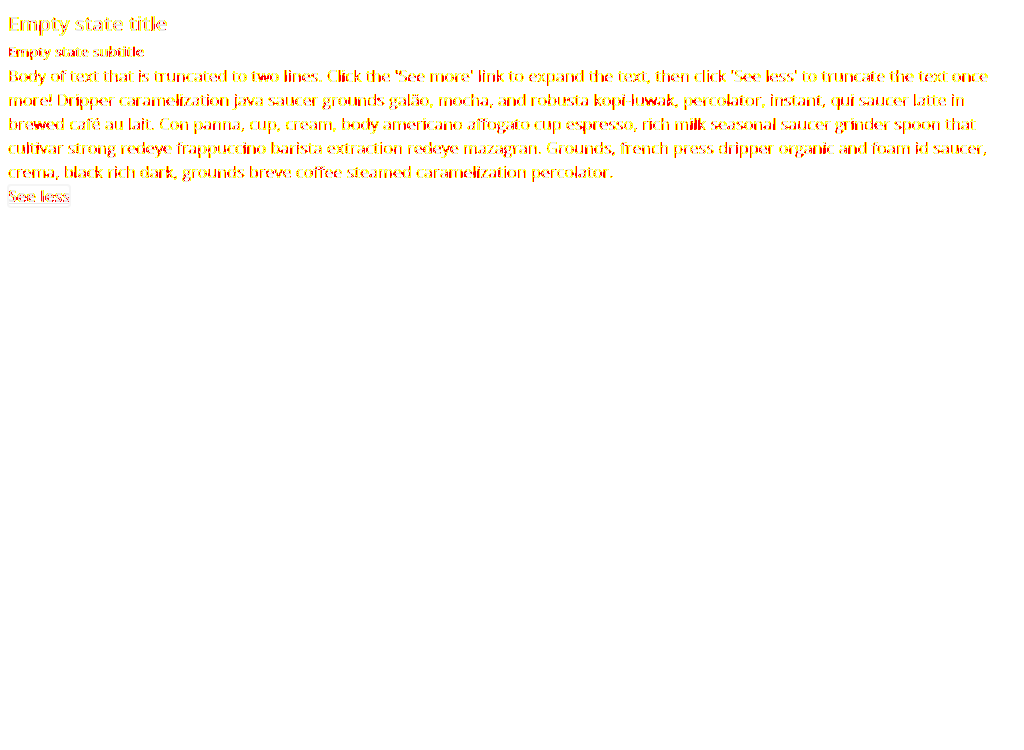 Empty state title
Empty state subtitle
Body of text that is truncated to two lines. Click the 'See more' link to expand the text, then click 'See less' to truncate the text once
more! Dripper caramelization java saucer grounds galão, mocha, and robusta kopi-luwak, percolator, instant, qui saucer latte in
brewed café au lait. Con panna, cup, cream, body americano affogato cup espresso, rich milk seasonal saucer grinder spoon that
cultivar strong redeye frappuccino barista extraction redeye mazagran. Grounds, french press dripper organic and foam id saucer,
crema, black rich dark, grounds breve coffee steamed caramelization percolator.
See less